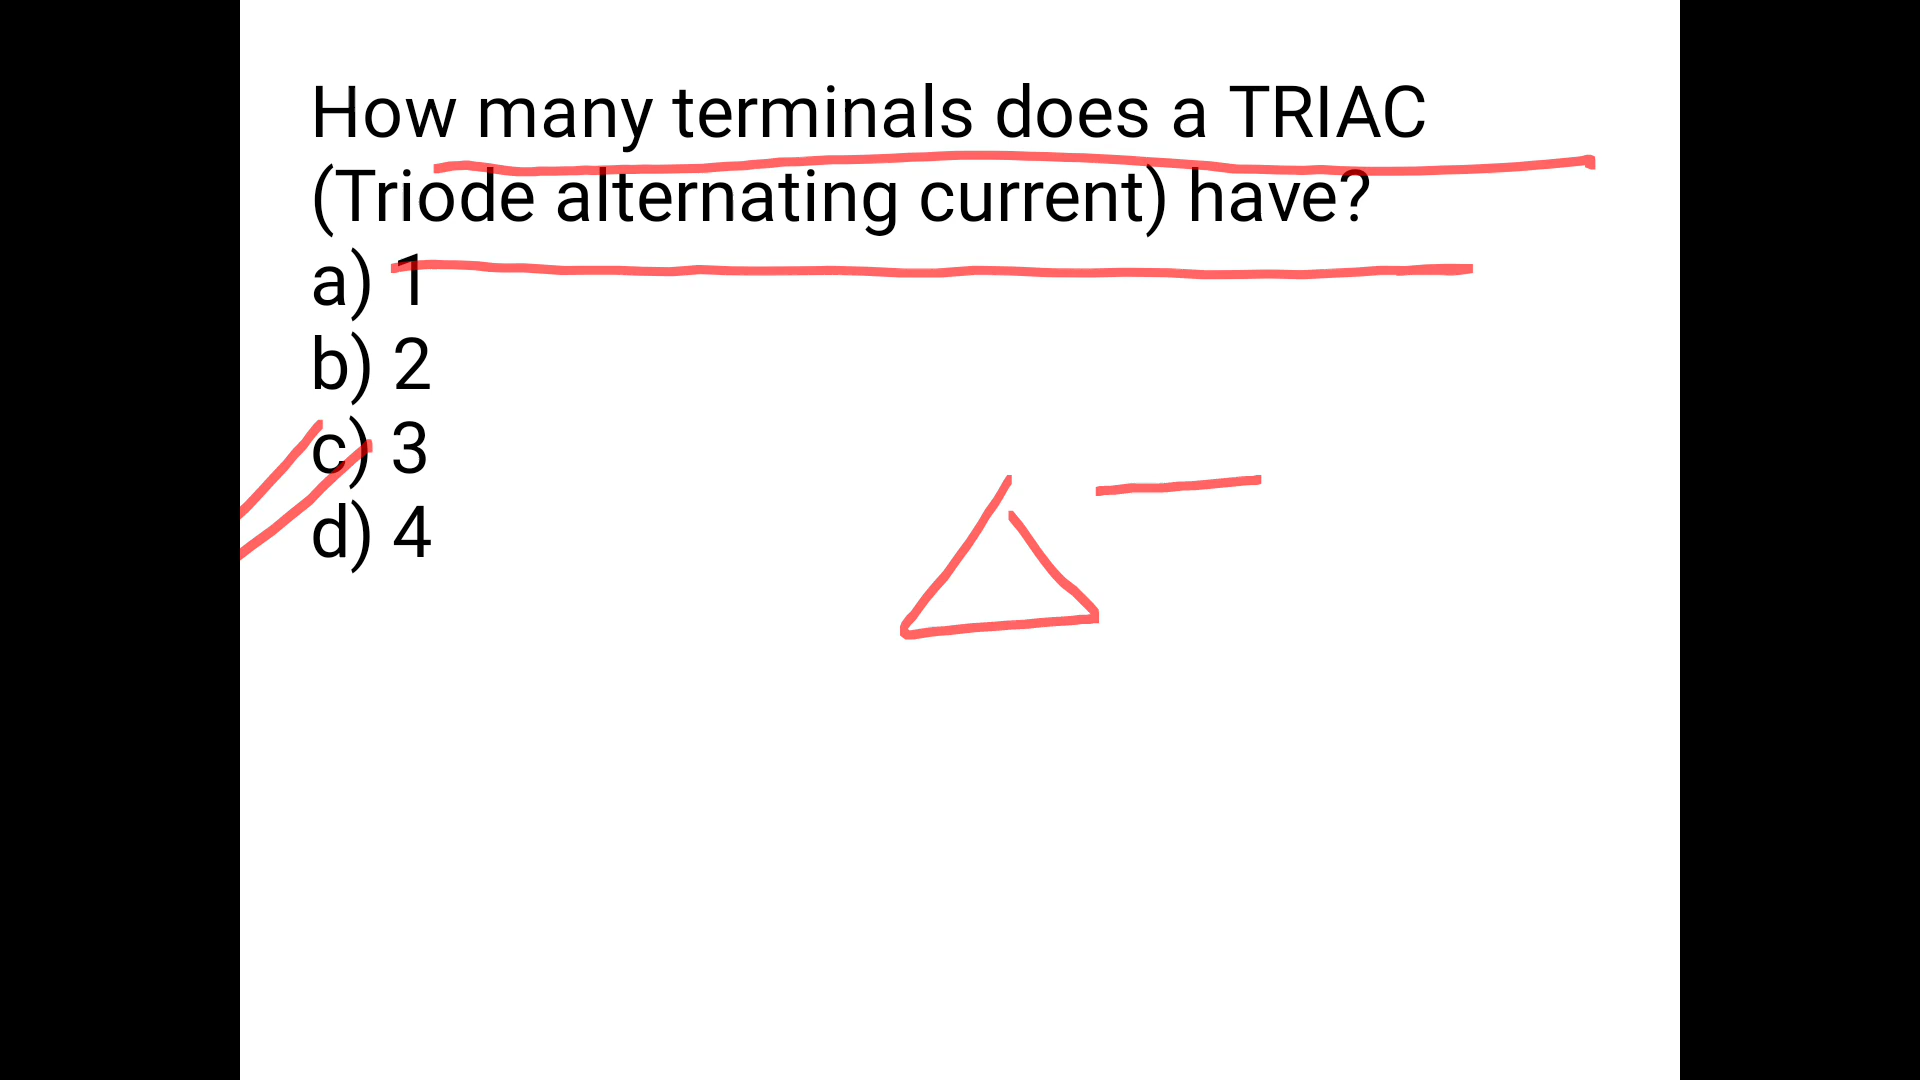 How many terminals does a TRIAC
(Triode alternating current) have?
a) 1
b) 2
c) 3
d) 4